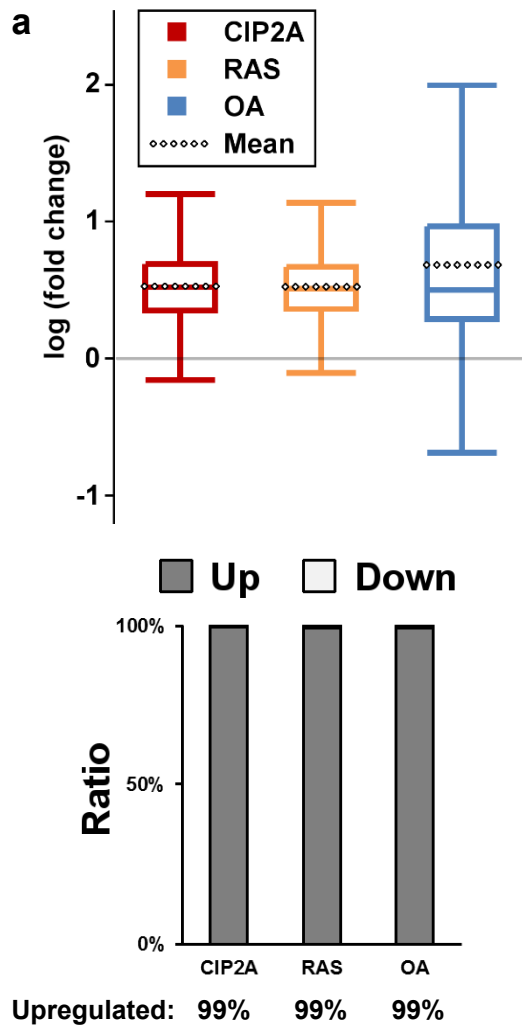 a
CIP2A
RAS
OA
Mean
log (fold change)
2
1
0
-1
Up Down
Ratio
100%
50%
0%
CIP2A RAS OA
Upregulated: 99% 99% 99%